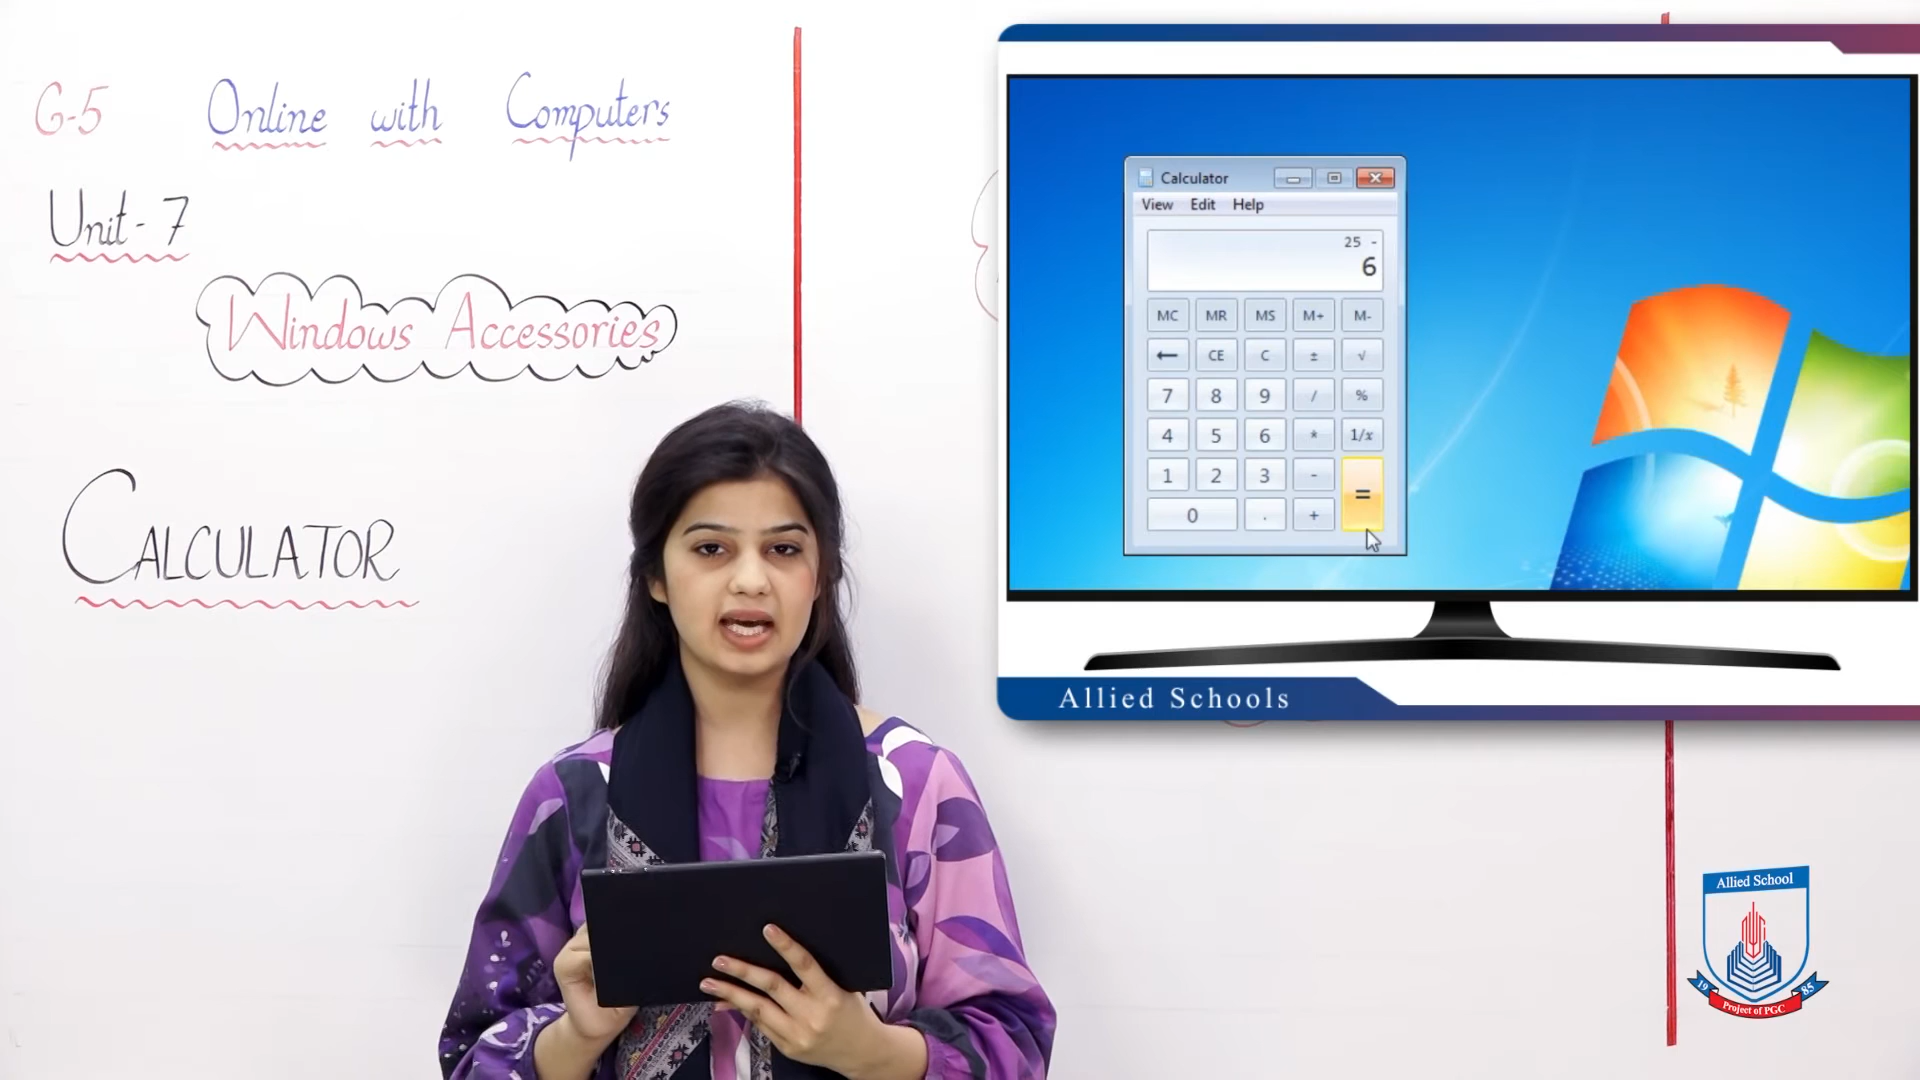 G-5 Online with Computers
Unit-7
Windows Accessories
CALCULATOR
Calculator
View Edit Help
25 -
6
MC MR MS M+ M-
← CE C ± √
7 8 9 / %
4 5 6 * 1/x
1 2 3 - =
0 . +
Allied Schools
Allied School
19 85
Project of PGC